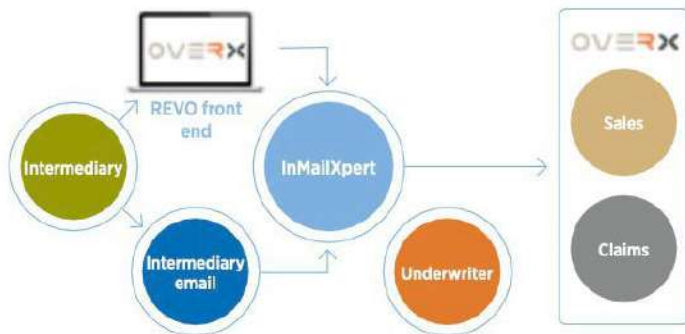 OVERX
REVO front
end
Intermediary
InMailXpert
Intermediary
email
Underwriter
OVERX
Sales
Claims